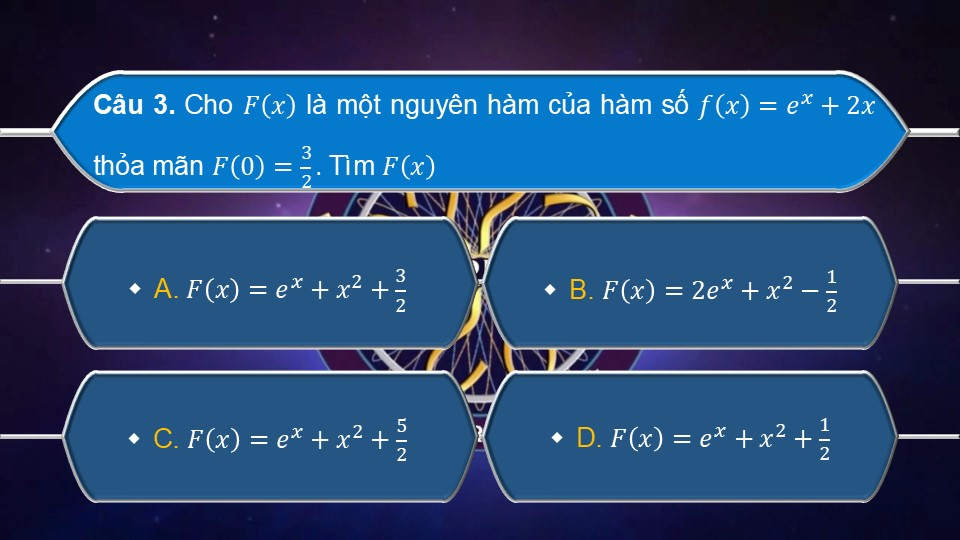 Câu 3. Cho F(x) là một nguyên hàm của hàm số f(x) = e^x + 2x
thỏa mãn F(0) = 3/2. Tìm F(x)
◆ A. F(x) = e^x + x^2 + 3/2
◆ B. F(x) = 2e^x + x^2 − 1/2
◆ C. F(x) = e^x + x^2 + 5/2
◆ D. F(x) = e^x + x^2 + 1/2